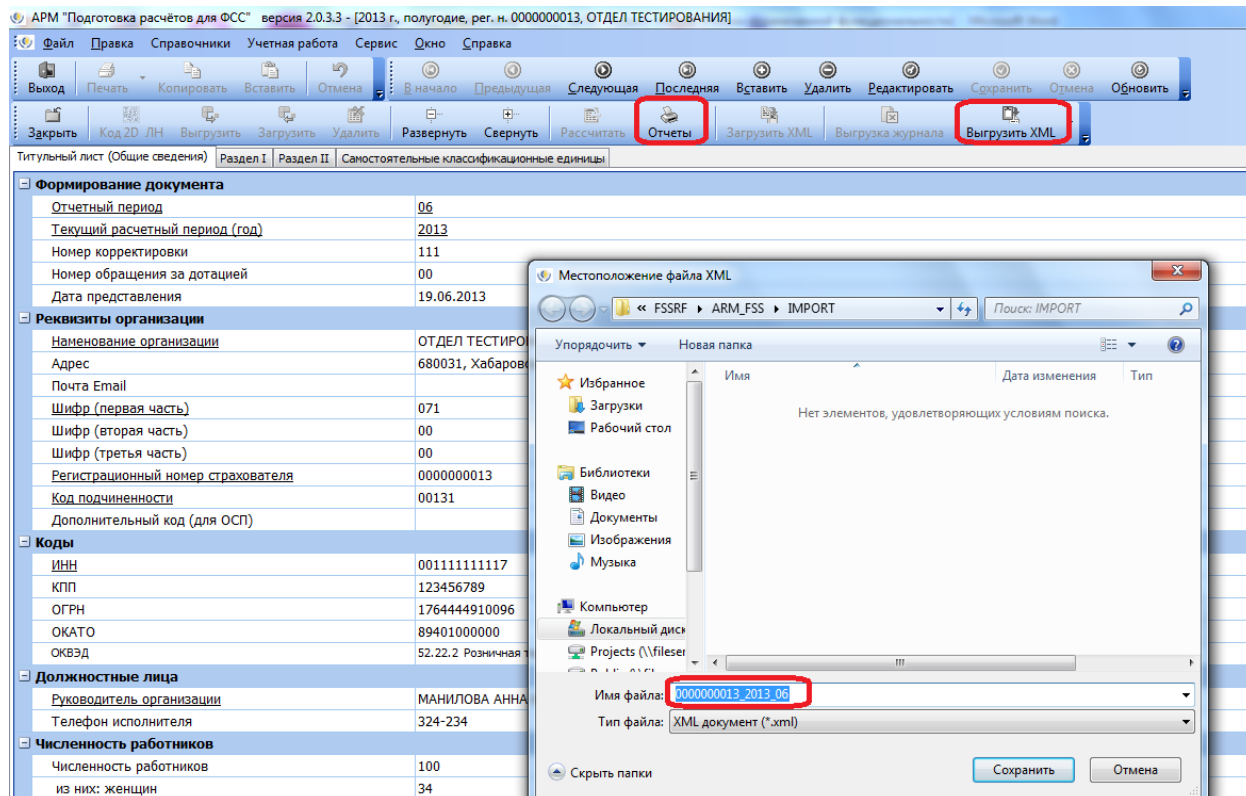 АРМ "Подготовка расчётов для ФСС" версия 2.0.3.3 - [2013 г., полугодие, рег. н. 0000000013, ОТДЕЛ ТЕСТИРОВАНИЯ]
Файл Правка Справочники Учетная работа Сервис Окно Справка
Выход Печать Копировать Вставить Отмена В начало Предыдущая Следующая Последняя Вставить Удалить Редактировать Сохранить Отмена Обновить
Закрыть Код 2D ЛН Выгрузить Загрузить Удалить Развернуть Свернуть Рассчитать Отчеты Загрузить XML Выгрузка журнала Выгрузить XML
Титульный лист (Общие сведения) Раздел I Раздел II Самостоятельные классификационные единицы
Формирование документа
Отчетный период 06
Текущий расчетный период (год) 2013
Номер корректировки 111
Номер обращения за дотацией 00
Дата представления 19.06.2013
Реквизиты организации
Наменование организации ОТДЕЛ ТЕСТИРО
Адрес 680031, Хабаров
Почта Email
Шифр (первая часть) 071
Шифр (вторая часть) 00
Шифр (третья часть) 00
Регистрационный номер страхователя 0000000013
Код подчиненности 00131
Дополнительный код (для ОСП)
Коды
ИНН 001111111117
КПП 123456789
ОГРН 1764444910096
ОКАТО 89401000000
ОКВЭД 52.22.2 Розничная
Должностные лица
Руководитель организации МАНИЛОВА АННА
Телефон исполнителя 324-234
Численность работников
Численность работников 100
из них: женщин 34
Местоположение файла XML
« FSSRF ARM_FSS IMPORT Поиск: IMPORT
Упорядочить Новая папка
Имя Дата изменения Тип
Нет элементов, удовлетворяющих условиям поиска.
Избранное
Загрузки
Рабочий стол
Библиотеки
Видео
Документы
Изображения
Музыка
Компьютер
Локальный диск
Projects (\\fileser
Имя файла: 0000000013_2013_06
Тип файла: XML документ (*.xml)
Скрыть папки Сохранить Отмена